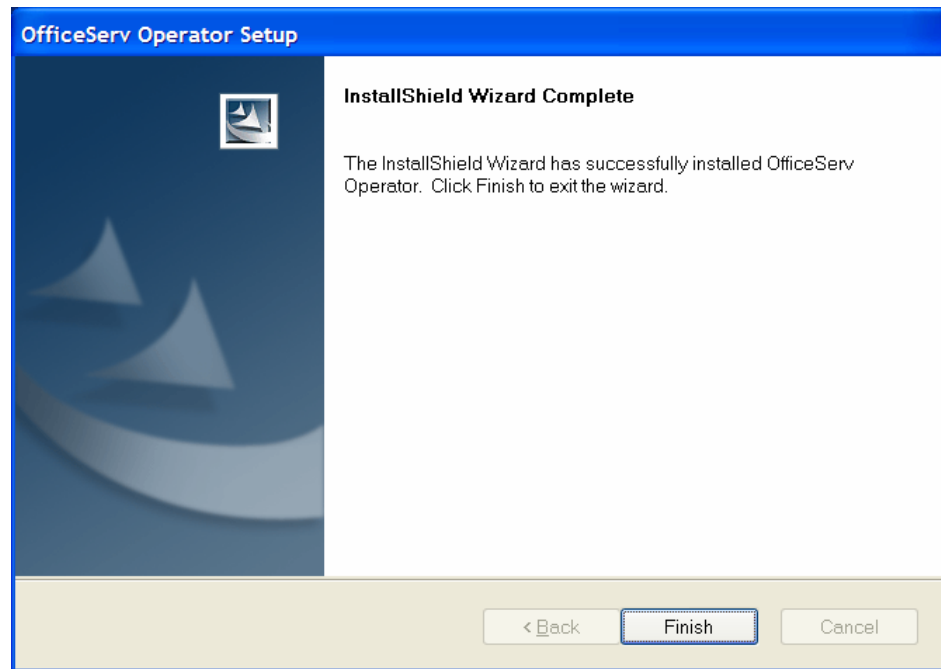 OfficeServ Operator Setup
InstallShield Wizard Complete
The InstallShield Wizard has successfully installed OfficeServ
Operator. Click Finish to exit the wizard.
< Back Finish Cancel